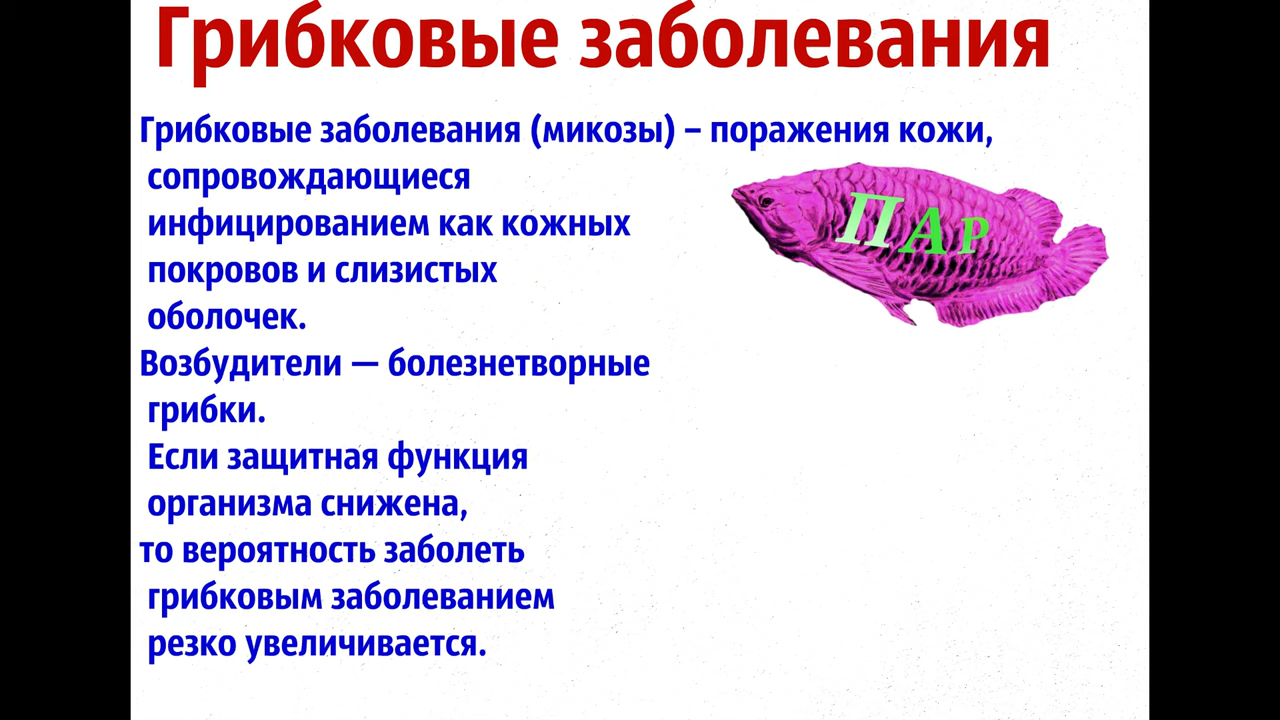 Грибковые заболевания
Грибковые заболевания (микозы) – поражения кожи,
сопровождающиеся
инфицированием как кожных
покровов и слизистых
оболочек.
Возбудители — болезнетворные
грибки.
Если защитная функция
организма снижена,
то вероятность заболеть
грибковым заболеванием
резко увеличивается.
ПАР